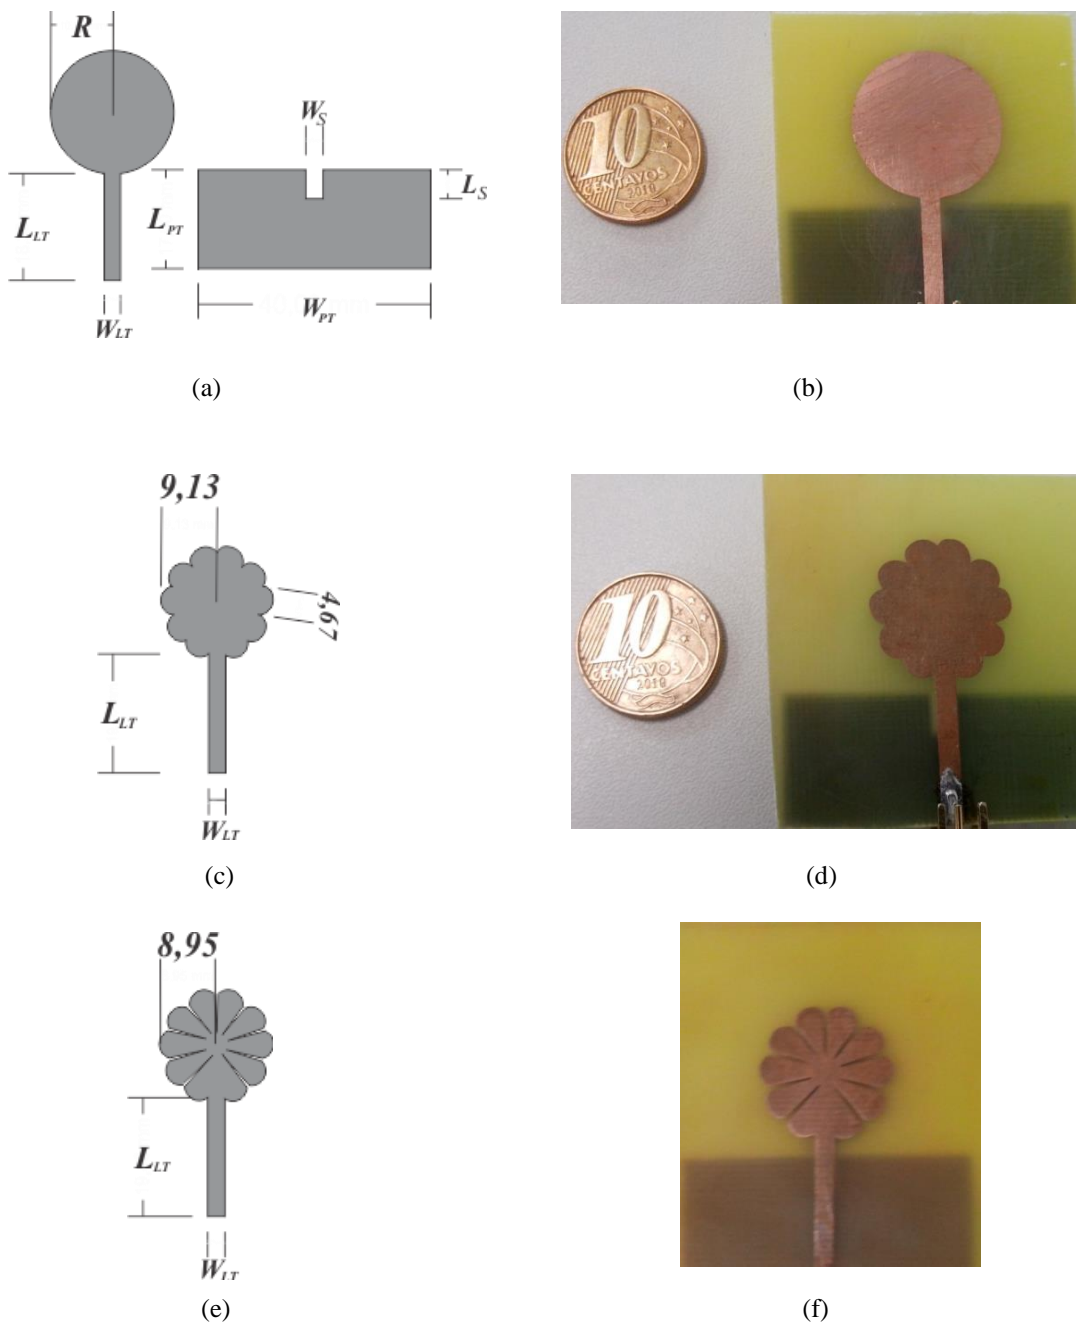 R
W_S
L_S
L_LT
L_PT
W_PT
W_LT
(a)
10
CENTAVOS
2010
(b)
9,13
4,67
L_LT
W_LT
(c)
10
CENTAVOS
2010
(d)
8,95
L_LT
W_LT
(e)
(f)